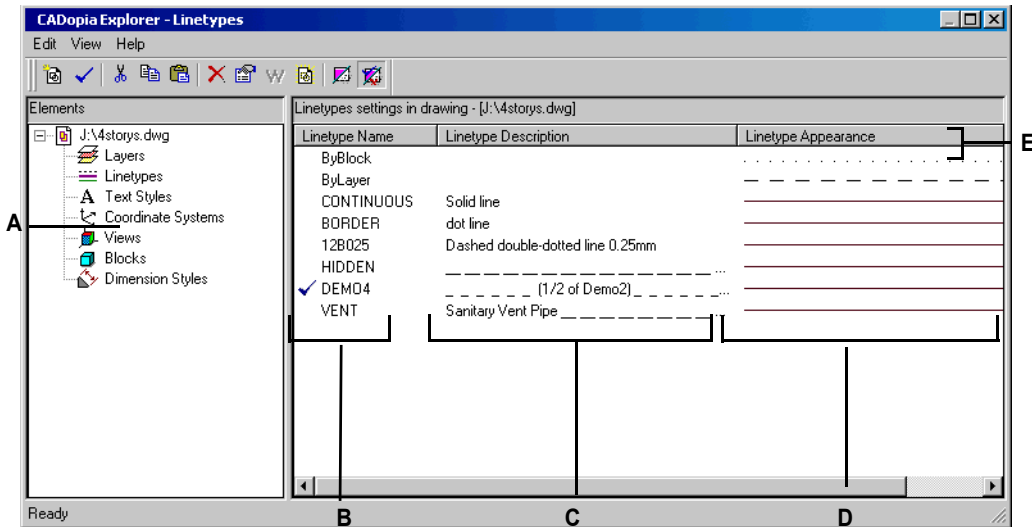 CADopia Explorer - Linetypes
Edit View Help
Elements
Linetypes settings in drawing - [J:\4storys.dwg]
J:\4storys.dwg
Layers
Linetypes
A Text Styles
Coordinate Systems
Views
Blocks
Dimension Styles
Linetype Name Linetype Description Linetype Appearance
ByBlock
ByLayer
CONTINUOUS Solid line
BORDER dot line
12B025 Dashed double-dotted line 0.25mm
HIDDEN _ _ _ _ _ _ _ _ _ _ _ _ _ _ _ _ ...
DEMO4 _ _ _ _ _ _ (1/2 of Demo2)_ _ _ _ _ _...
VENT Sanitary Vent Pipe _ _ _ _ _ _ _ _ _ ...
A
E
B
C
D
Ready